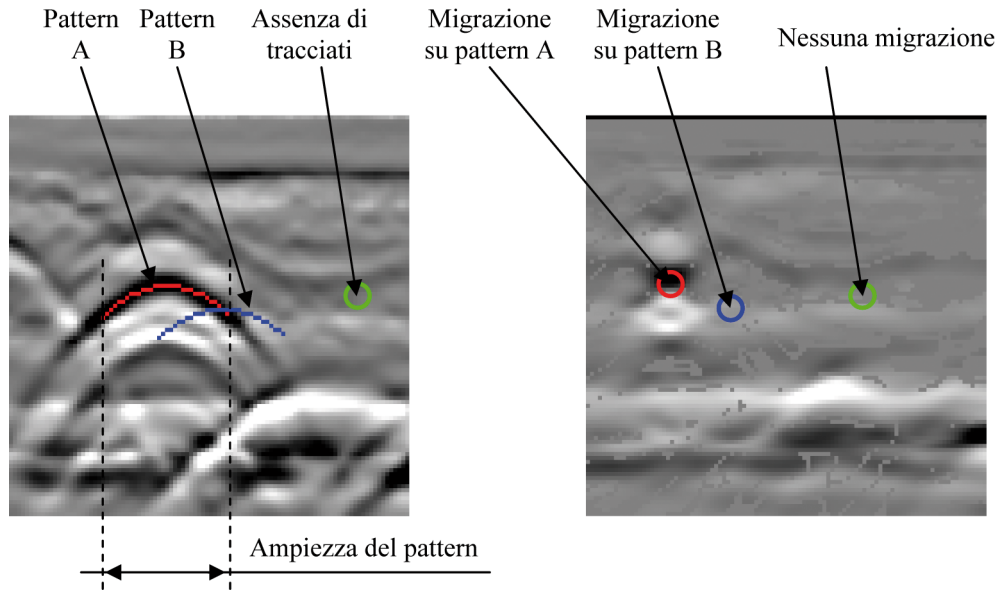 Pattern
A
Pattern
B
Assenza di
tracciati
Migrazione
su pattern A
Migrazione
su pattern B
Nessuna migrazione
Ampiezza del pattern